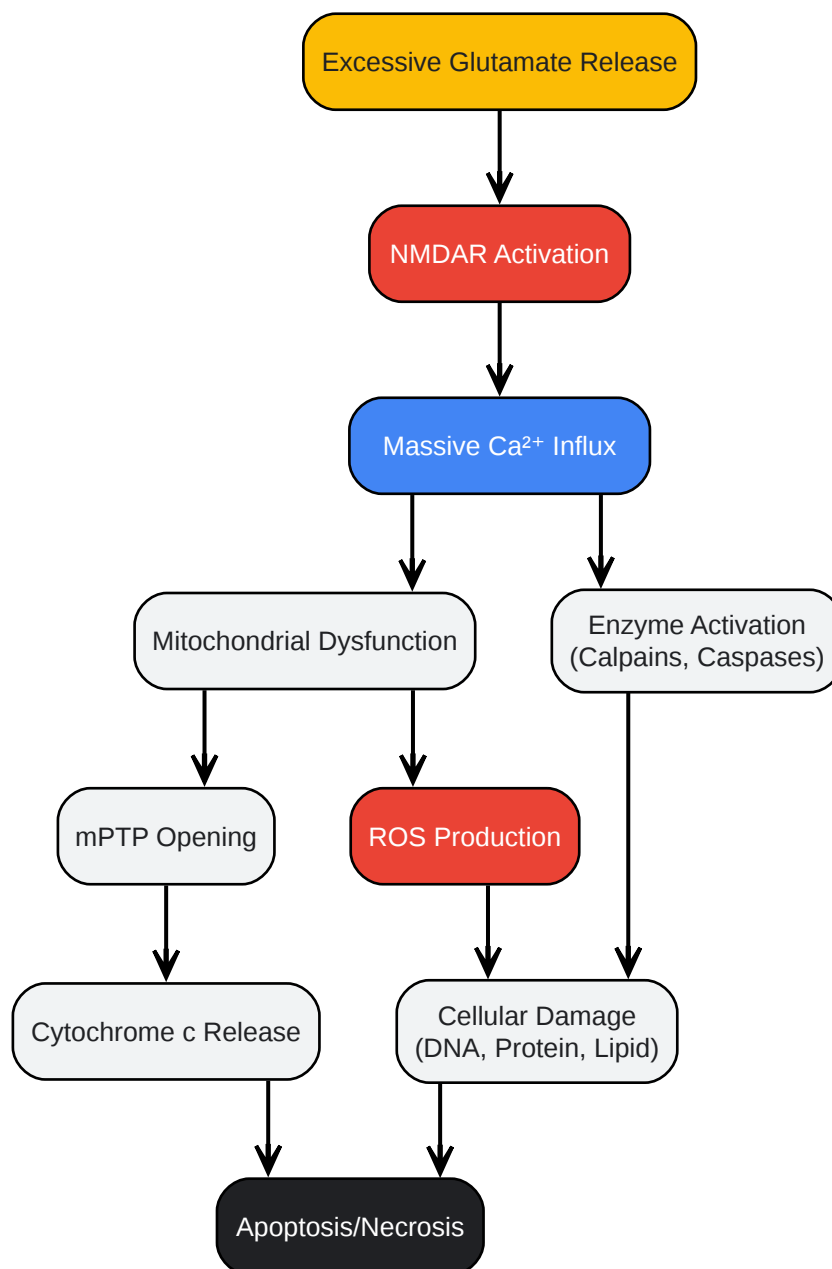 Excessive Glutamate Release
NMDAR Activation
Massive Ca²⁺ Influx
Mitochondrial Dysfunction
Enzyme Activation
(Calpains, Caspases)
mPTP Opening
ROS Production
Cytochrome c Release
Cellular Damage
(DNA, Protein, Lipid)
Apoptosis/Necrosis